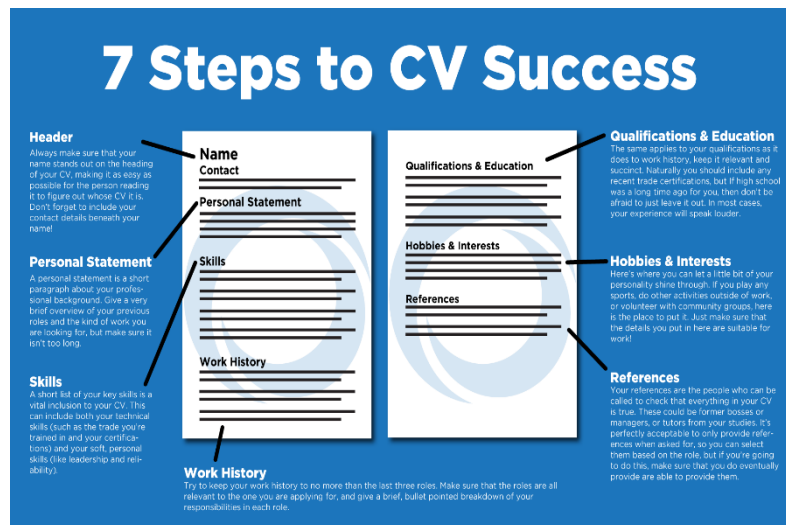 7 Steps to CV Success
Header
Always make sure that your
name stands out on the heading
of your CV, making it as easy as
possible for the person reading
it to figure out whose CV it is.
Don't forget to include your
contact details beneath your
name!
Personal Statement
A personal statement is a short
paragraph about your profes-
sional background. Give a very
brief overview of your previous
roles and the kind of work you
are looking for, but make sure it
isn't too long.
Skills
A short list of your key skills is a
vital inclusion to your CV. This
can include both your technical
skills (such as the trade you're
trained in and your certifica-
tions) and your soft, personal
skills (like leadership and reli-
ability).
Name
Contact
Personal Statement
Skills
Work History
Work History
Try to keep your work history to no more than the last three roles. Make sure that the roles are all
relevant to the one you are applying for, and give a brief, bullet pointed breakdown of your
responsibilities in each role.
Qualifications & Education
Hobbies & Interests
References
Qualifications & Education
The same applies to your qualifications as it
does to work history, keep it relevant and
succinct. Naturally you should include any
recent trade certifications, but If high school
was a long time ago for you, then don't be
afraid to just leave it out. In most cases,
your experience will speak louder.
Hobbies & Interests
Here's where you can let a little bit of your
personality shine through. If you play any
sports, do other activities outside of work,
or volunteer with community groups, here
is the place to put it. Just make sure that
the details you put in here are suitable for
work!
References
Your references are the people who can be
called to check that everything in your CV
is true. These could be former bosses or
managers, or tutors from your studies. It's
perfectly acceptable to only provide refer-
ences when asked for, so you can select
them based on the role, but if you're going
to do this, make sure that you do eventually
provide are able to provide them.